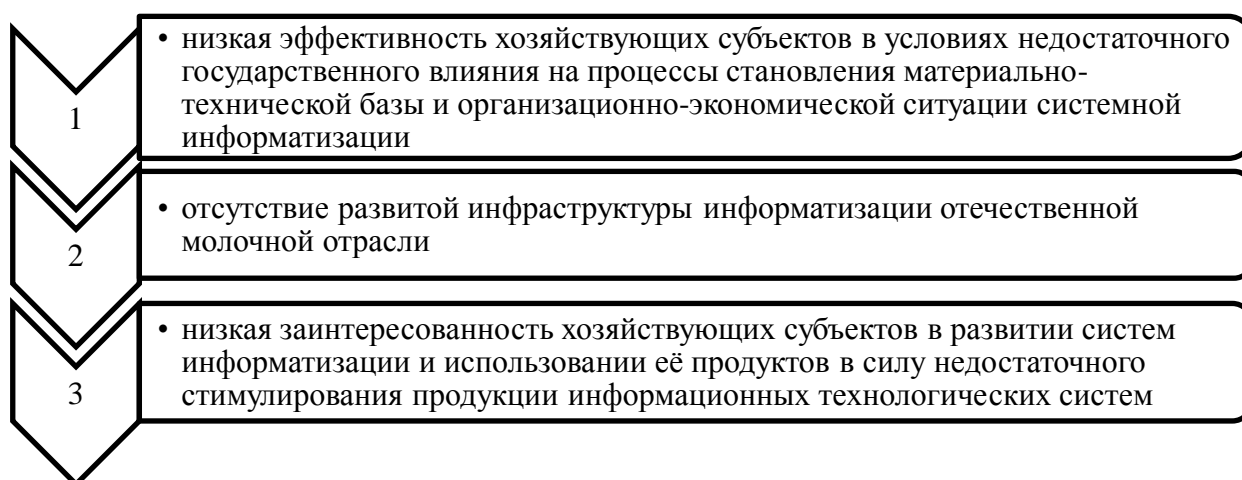 1
• низкая эффективность хозяйствующих субъектов в условиях недостаточного
государственного влияния на процессы становления материально-
технической базы и организационно-экономической ситуации системной
информатизации
2
• отсутствие развитой инфраструктуры информатизации отечественной
молочной отрасли
3
• низкая заинтересованность хозяйствующих субъектов в развитии систем
информатизации и использовании её продуктов в силу недостаточного
стимулирования продукции информационных технологических систем